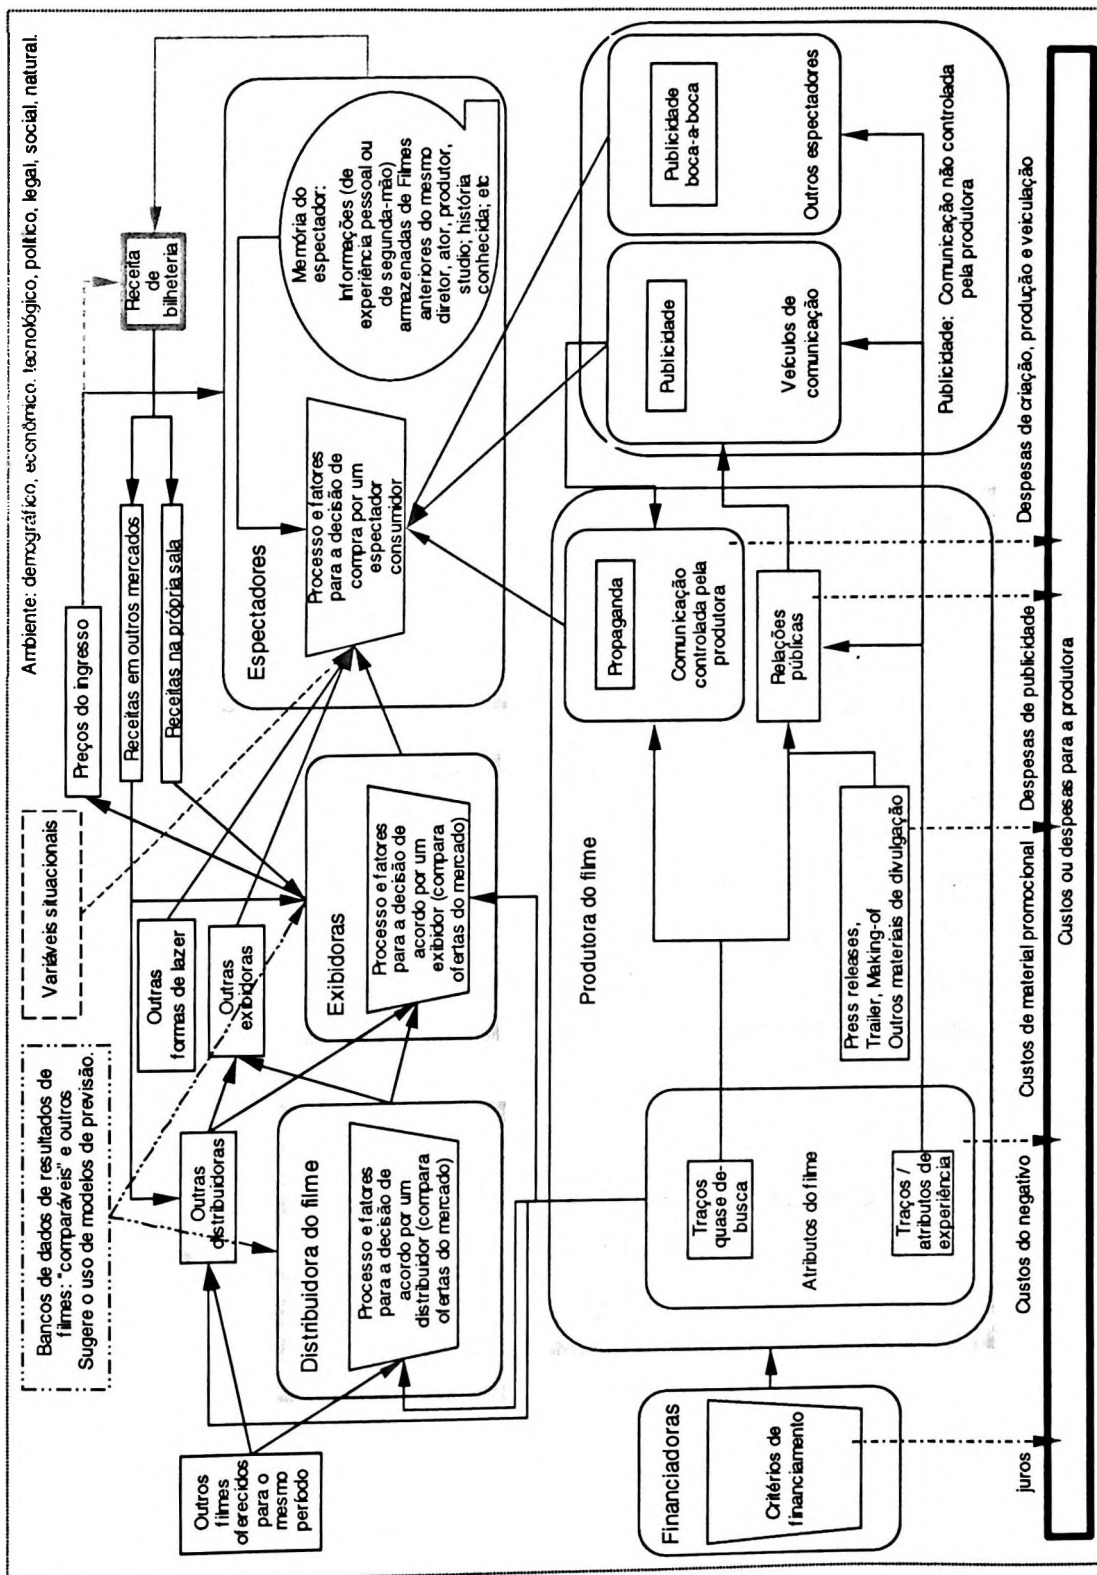 Ambiente: demográfico, econômico, tecnológico, político, legal, social, natural.
Bancos de dados de resultados de
filmes: "comparáveis" e outros
Sugere o uso de modelos de previsão.
Variáveis situacionais
Preços do ingresso
Receitas em outros mercados
Receitas na própria sala
Receita
de
bilheteria
Outros
filmes
oferecidos
para o
mesmo
período
Outras
distribuidoras
Outras
formas de lazer
Outras
exibidoras
Distribuidora do filme
Processo e fatores
para a decisão de
acordo por um
distribuidor (compara
ofertas do mercado)
Exibidoras
Processo e fatores
para a decisão de
acordo por um
exibidor (compara
ofertas do mercado)
Espectadores
Processo e fatores
para a decisão de
compra por um
espectador
consumidor
Memória do
espectador:
Informações (de
experiência pessoal ou
de segunda-mão)
armazenadas de Filmes
anteriores do mesmo
diretor, ator, produtor,
studio; história
conhecida; etc
Financiadoras
Critérios de
financiamento
Produtora do filme
Traços
quase de-
busca
Atributos do filme
Traços /
atributos de
experiência
Press releases,
Trailer, Making-of
Outros materiais de divulgação
Propaganda
Comunicação
controlada pela
produtora
Relações
públicas
Publicidade
Veículos de
comunicação
Publicidade
boca-a-boca
Outros espectadores
Publicidade: Comunicação não controlada
pela produtora
juros
Custos do negativo
Custos de material promocional
Despesas de publicidade
Despesas de criação, produção e veiculação
Custos ou despesas para a produtora